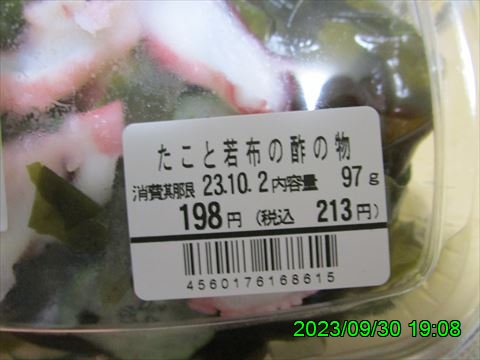 たこと若布の酢の物
消費期限 23.10. 2 内容量 97g
198円 (税込 213円)
4560176168615
2023/09/30 19:08